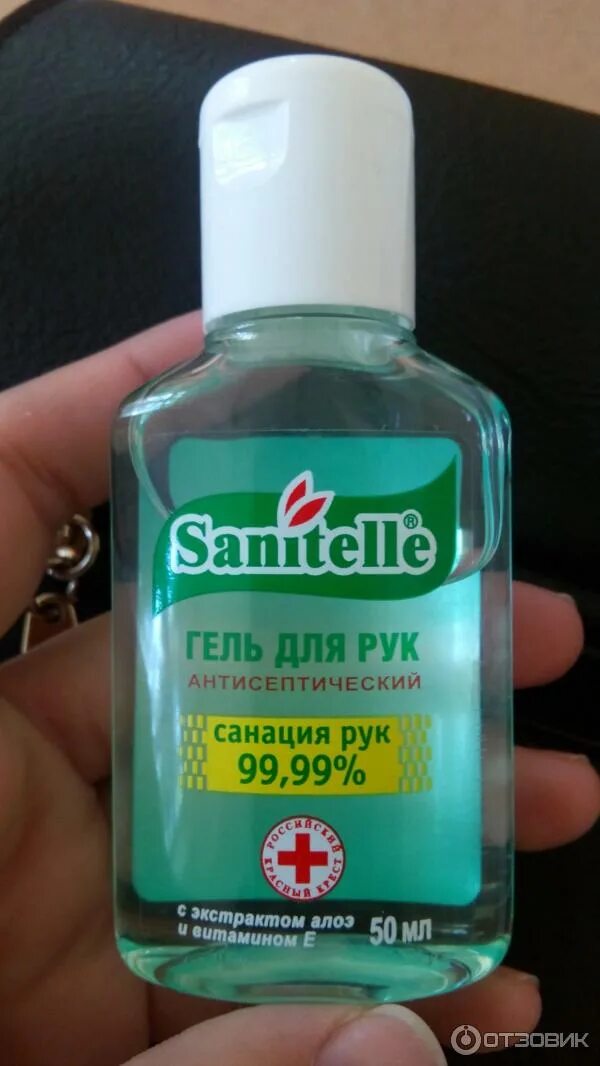 Sanitelle®
ГЕЛЬ ДЛЯ РУК
АНТИСЕПТИЧЕСКИЙ
санация рук
99,99%
РОССИЙСКИЙ
КРАСНЫЙ КРЕСТ
с экстрактом алоэ
и витамином Е
50 мл
ОТЗОВИК